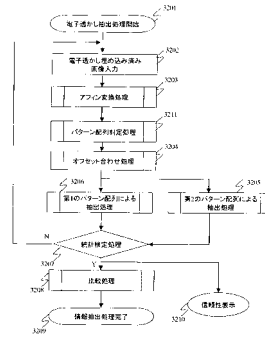 3201
電子透かし抽出処理開始
3202
電子透かし埋め込み済み
画像入力
3203
アフィン変換処理
3211
パターン配列判定処理
3204
オフセット合わせ処理
3206
第1のパターン配列による
抽出処理
3205
第2のパターン配列による
抽出処理
N
統計検定処理
3207
Y
比較処理
3208
情報抽出処理完了
3209
信頼性表示
3210